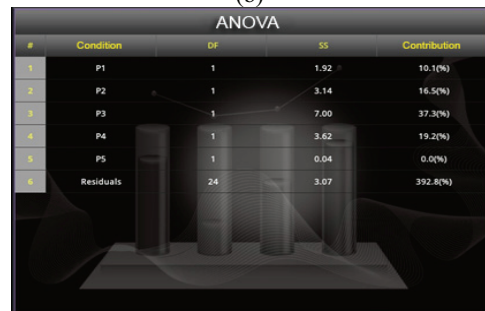 ANOVA
# Condition DF SS Contribution
1 P1 1 1.92 10.1(%)
2 P2 1 3.14 16.5(%)
3 P3 1 7.00 37.3(%)
4 P4 1 3.62 19.2(%)
5 P5 1 0.04 0.0(%)
6 Residuals 24 3.07 392.8(%)